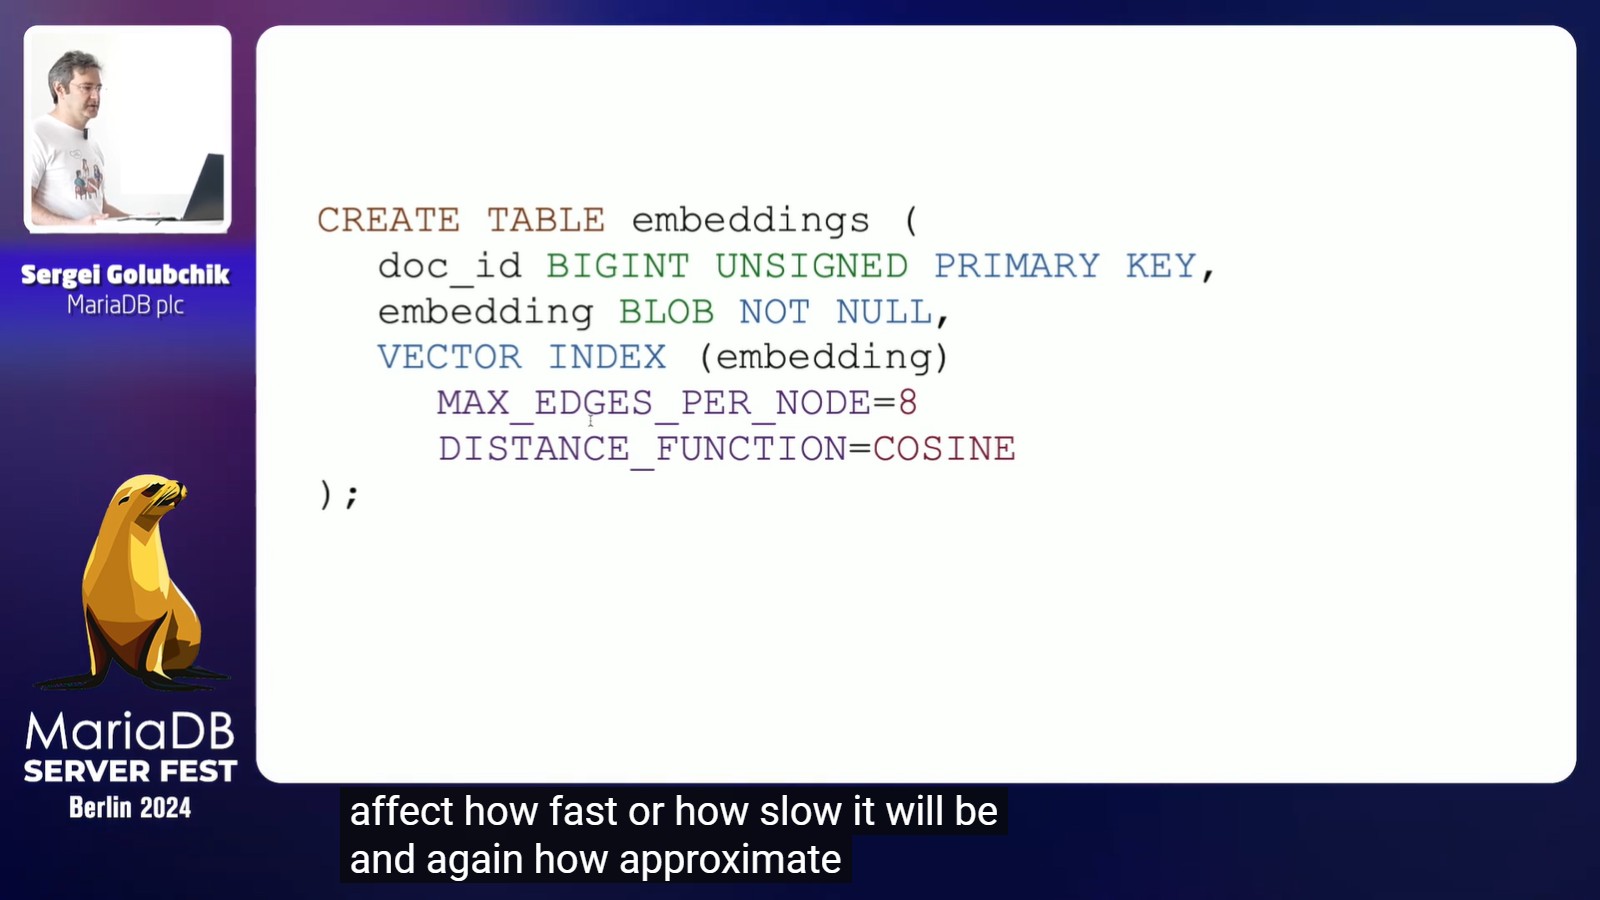 Sergei Golubchik
MariaDB plc
MariaDB
SERVER FEST
Berlin 2024
CREATE TABLE embeddings (
doc_id BIGINT UNSIGNED PRIMARY KEY,
embedding BLOB NOT NULL,
VECTOR INDEX (embedding)
MAX_EDGES_PER_NODE=8
DISTANCE_FUNCTION=COSINE
);
affect how fast or how slow it will be
and again how approximate